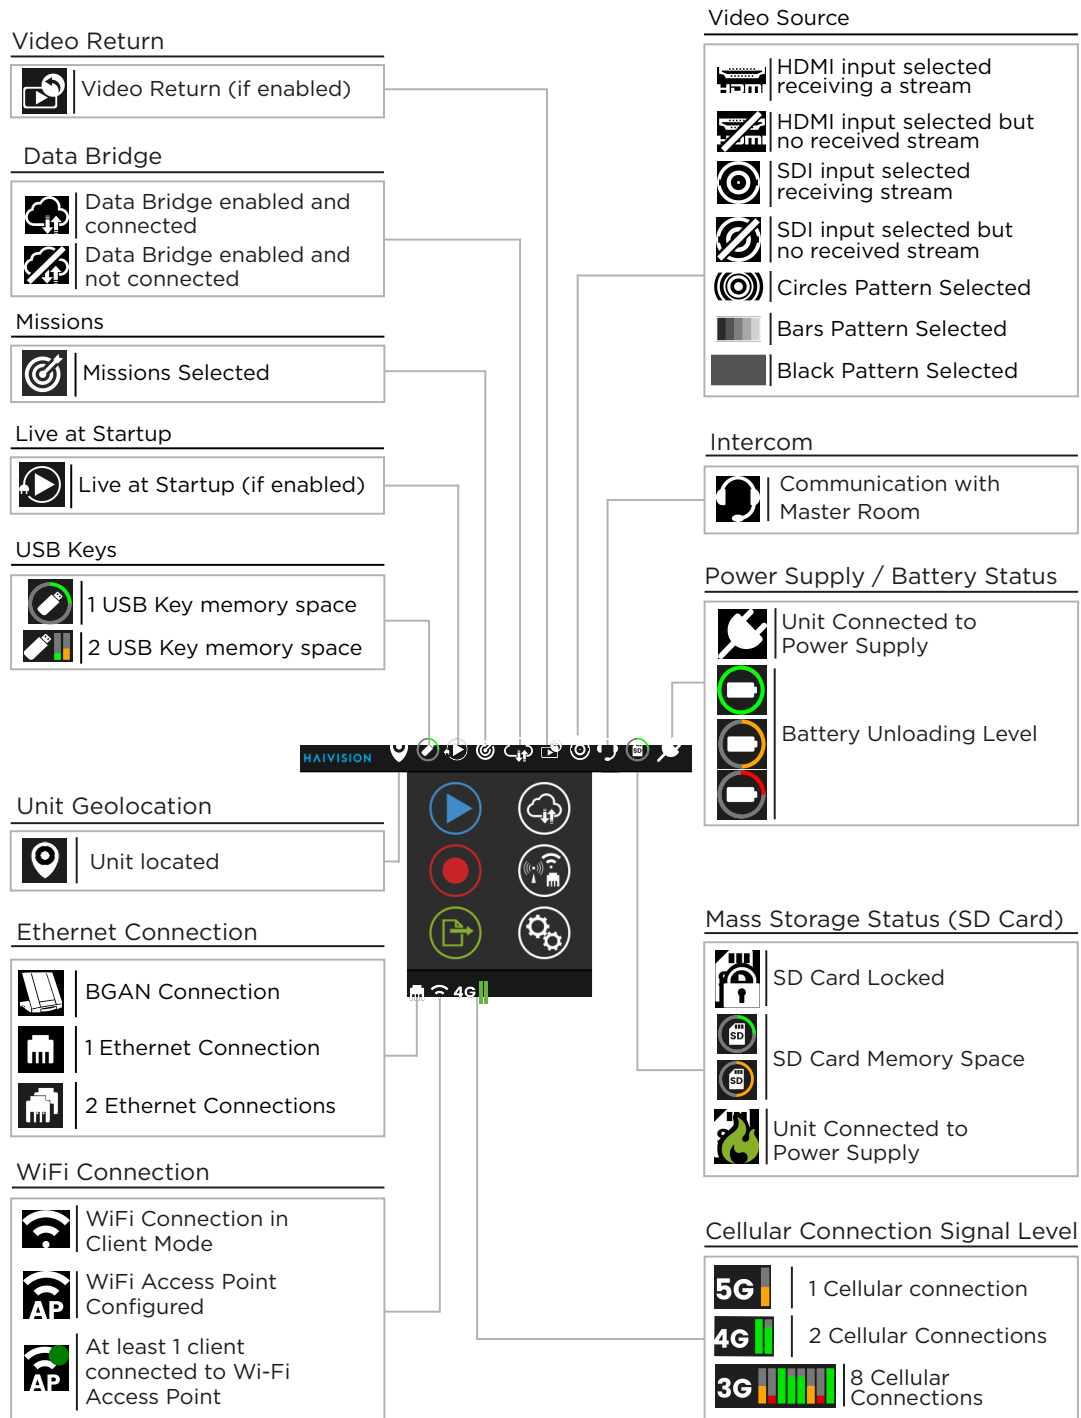 Video Return
Video Return (if enabled)
Data Bridge
Data Bridge enabled and
connected
Data Bridge enabled and
not connected
Missions
Missions Selected
Live at Startup
Live at Startup (if enabled)
USB Keys
1 USB Key memory space
2 USB Key memory space
Video Source
HDMI input selected
receiving a stream
HDMI input selected but
no received stream
SDI input selected
receiving stream
SDI input selected but
no received stream
Circles Pattern Selected
Bars Pattern Selected
Black Pattern Selected
Intercom
Communication with
Master Room
Power Supply / Battery Status
Unit Connected to
Power Supply
Battery Unloading Level
HAIVISION
SD
4G
Unit Geolocation
Unit located
Ethernet Connection
BGAN Connection
1 Ethernet Connection
2 Ethernet Connections
WiFi Connection
WiFi Connection in
Client Mode
AP
WiFi Access Point
Configured
AP
At least 1 client
connected to Wi-Fi
Access Point
Mass Storage Status (SD Card)
SD Card Locked
SD
SD
SD Card Memory Space
Unit Connected to
Power Supply
Cellular Connection Signal Level
5G
1 Cellular connection
4G
2 Cellular Connections
3G
8 Cellular
Connections